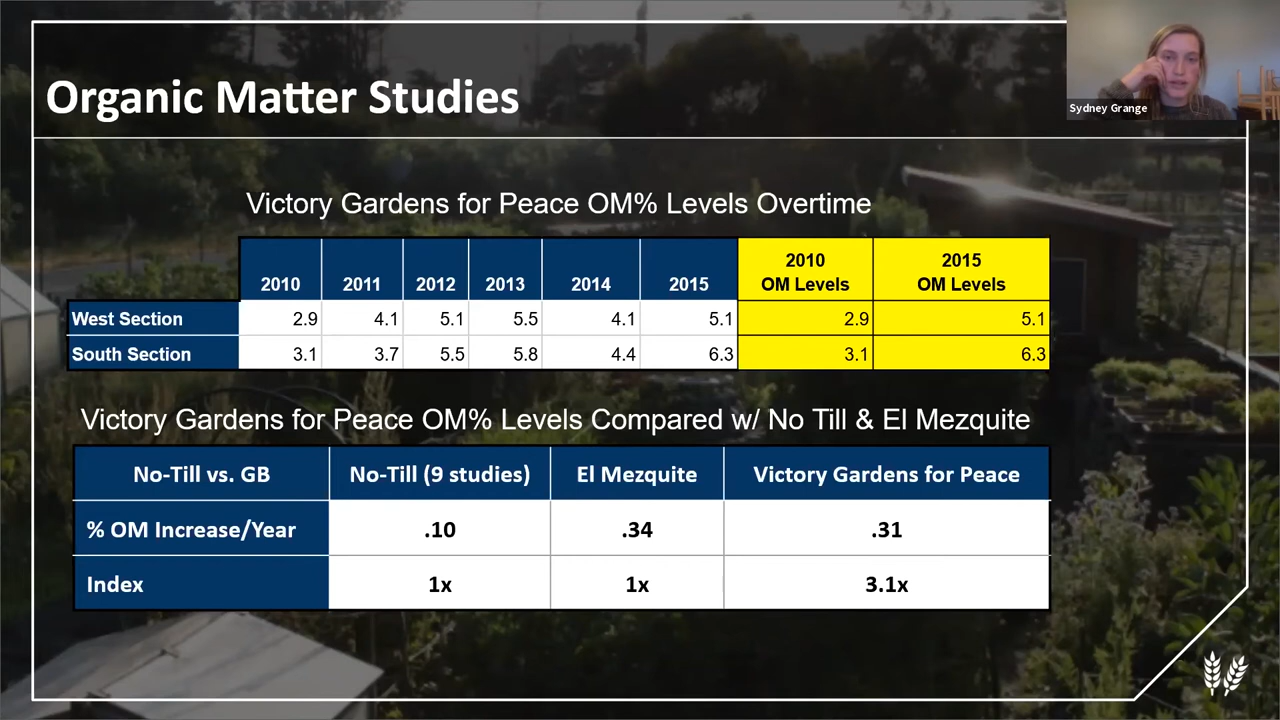 Organic Matter Studies
Sydney Grange
Victory Gardens for Peace OM% Levels Overtime
2010 2011 2012 2013 2014 2015 2010 OM Levels 2015 OM Levels
West Section 2.9 4.1 5.1 5.5 4.1 5.1 2.9 5.1
South Section 3.1 3.7 5.5 5.8 4.4 6.3 3.1 6.3
Victory Gardens for Peace OM% Levels Compared w/ No Till & El Mezquite
No-Till vs. GB No-Till (9 studies) El Mezquite Victory Gardens for Peace
% OM Increase/Year .10 .34 .31
Index 1x 1x 3.1x